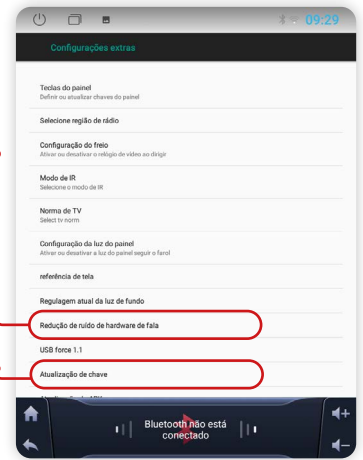 09:29
Configurações extras
Teclas do painel
Definir ou atualizar chaves do painel
Selecione região de rádio
Configuração do freio
Ativar ou desativar o relógio de vídeo ao dirigir
Modo de IR
Selecione o modo de IR
Norma de TV
Select tv norm
Configuração da luz do painel
Ativar ou desativar a luz do painel seguir o farol
referência de tela
Regulagem atual da luz de fundo
Redução de ruído de hardware de fala
USB force 1.1
Atualização de chave
Bluetooth não está
conectado